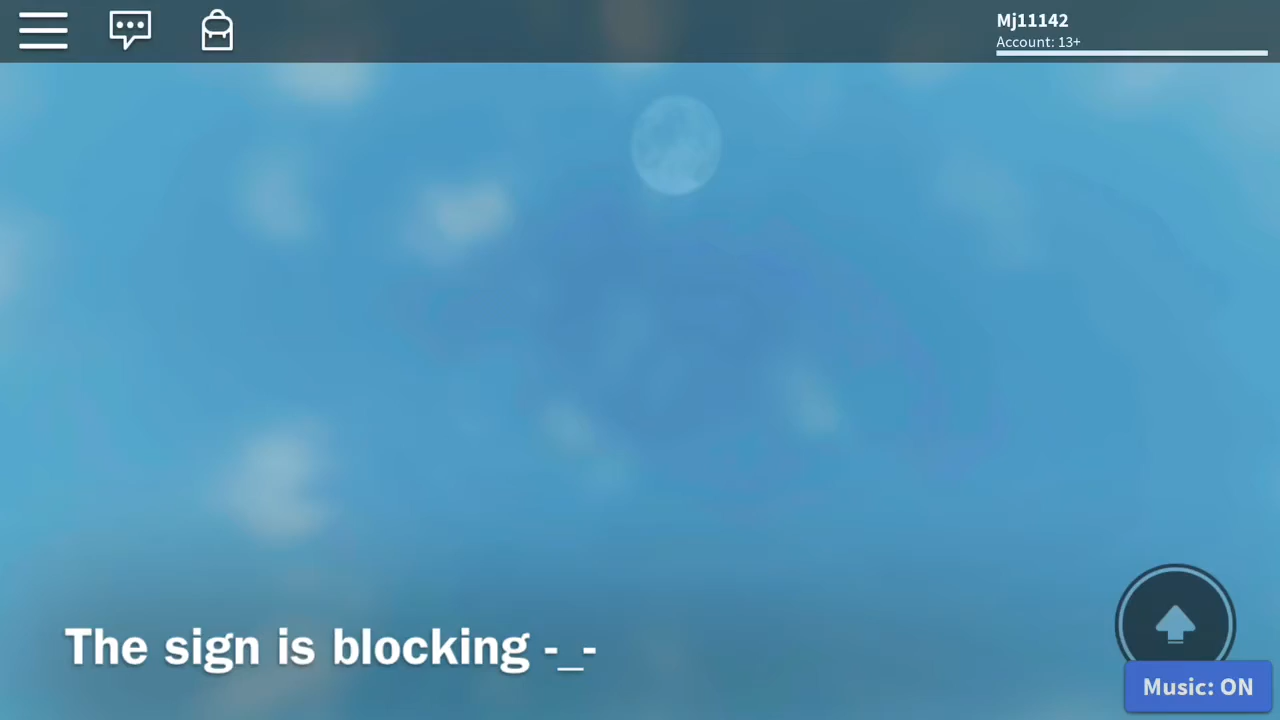 Mj11142
Account: 13+
The sign is blocking -_-
Music: ON